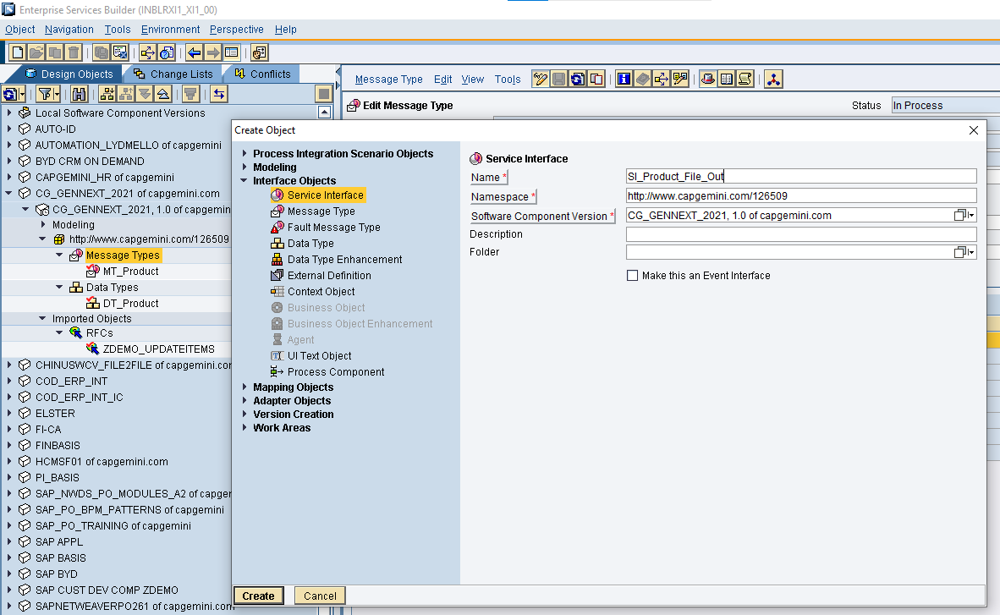 Enterprise Services Builder (INBLRXI1_XI1_00)
Object Navigation Tools Environment Perspective Help
Design Objects Change Lists Conflicts
Local Software Component Versions
AUTO-ID
AUTOMATION_LYDMELLO of capgemini
BYD CRM ON DEMAND
CAPGEMINI_HR of capgemini
CG_GENNEXT_2021 of capgemini.com
CG_GENNEXT_2021, 1.0 of capgemin
Modeling
http://www.capgemini.com/126509
Message Types
MT_Product
Data Types
DT_Product
Imported Objects
RFCs
ZDEMO_UPDATEITEMS
CHINUSWCV_FILE2FILE of capgemini.cor
COD_ERP_INT
COD_ERP_INT_IC
ELSTER
FI-CA
FINBASIS
HCMSF01 of capgemini.com
PI_BASIS
SAP_NWDS_PO_MODULES_A2 of capger
SAP_PO_BPM_PATTERNS of capgemini
SAP_PO_TRAINING of capgemini
SAP APPL
SAP BASIS
SAP BYD
SAP CUST DEV COMP ZDEMO
SAPNETWEAVERPO261 of capgemini.com
Message Type Edit View Tools
Edit Message Type
Status In Process
Create Object
Process Integration Scenario Objects
Modeling
Interface Objects
Service Interface
Message Type
Fault Message Type
Data Type
Data Type Enhancement
External Definition
Context Object
Business Object
Business Object Enhancement
Agent
UI Text Object
Process Component
Mapping Objects
Adapter Objects
Version Creation
Work Areas
Service Interface
Name * SI_Product_File_Out
Namespace * http://www.capgemini.com/126509
Software Component Version * CG_GENNEXT_2021, 1.0 of capgemini.com
Description
Folder
Make this an Event Interface
Create Cancel